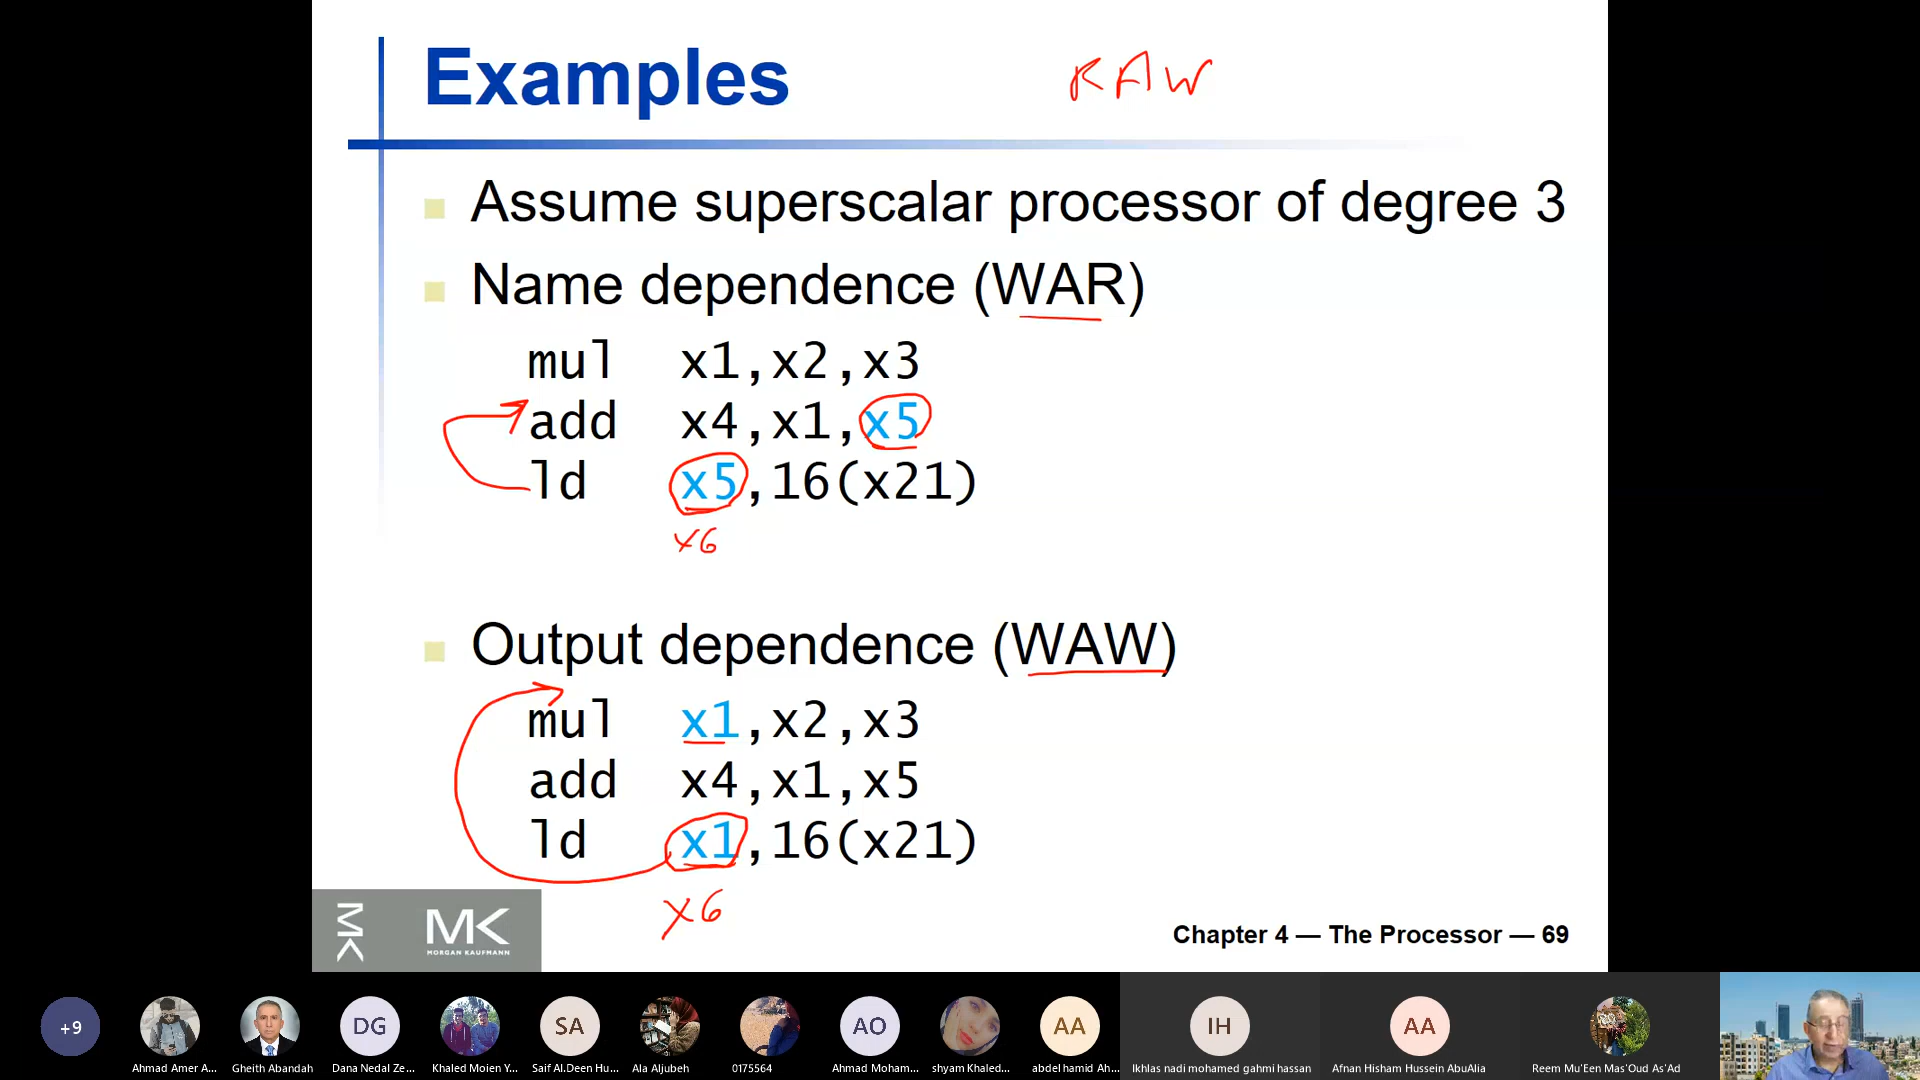 Examples
RAW
Assume superscalar processor of degree 3
Name dependence (WAR)
mul x1,x2,x3
add x4,x1,x5
ld x5,16(x21)
x6
Output dependence (WAW)
mul x1,x2,x3
add x4,x1,x5
ld x1,16(x21)
x6
MK
MK
MORGAN KAUFMANN
Chapter 4 — The Processor — 69
+9
DG
SA
AO
AA
IH
AA
Ahmad Amer A...
Gheith Abandah
Dana Nedal Ze...
Khaled Moien Y...
Saif Al.Deen Hu...
Ala Aljubeh
0175564
Ahmad Moham...
shyam Khaled...
abdel hamid Ah...
Ikhlas nadi mohamed gahmi hassan
Afnan Hisham Hussein AbuAlia
Reem Mu'Een Mas'Oud As'Ad